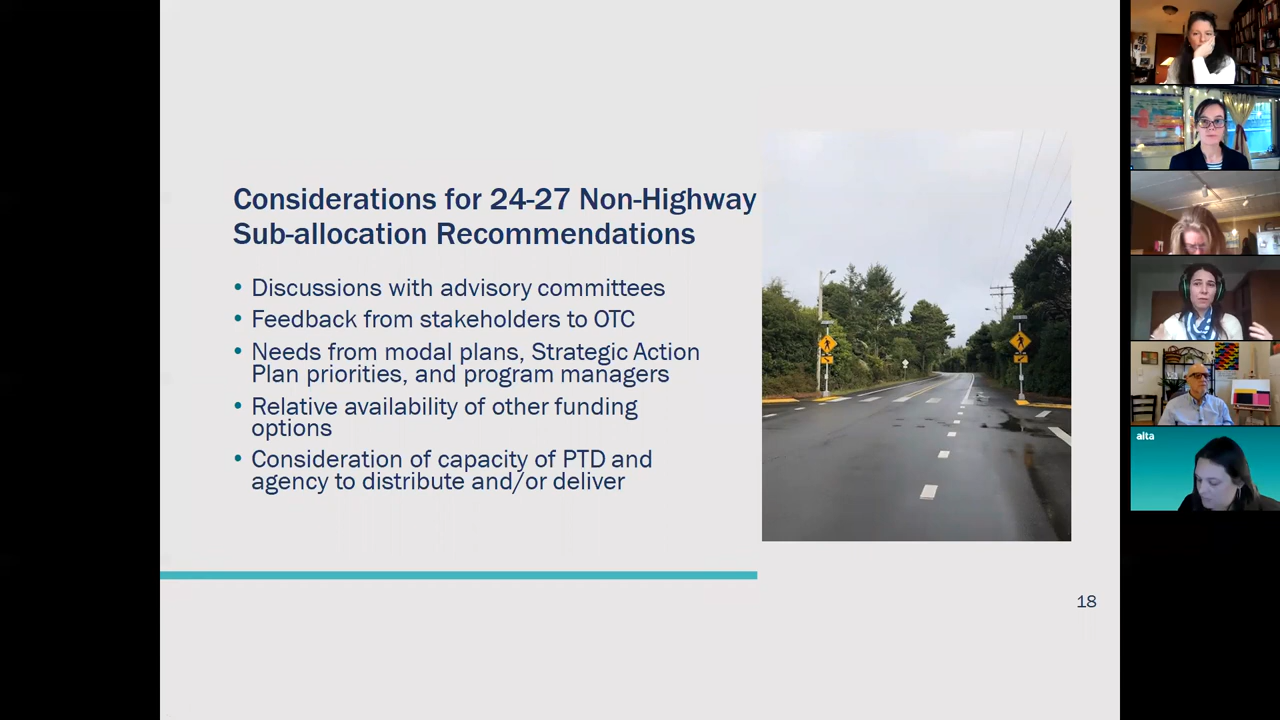 Considerations for 24-27 Non-Highway
Sub-allocation Recommendations
• Discussions with advisory committees
• Feedback from stakeholders to OTC
• Needs from modal plans, Strategic Action
Plan priorities, and program managers
• Relative availability of other funding
options
• Consideration of capacity of PTD and
agency to distribute and/or deliver
18
alta